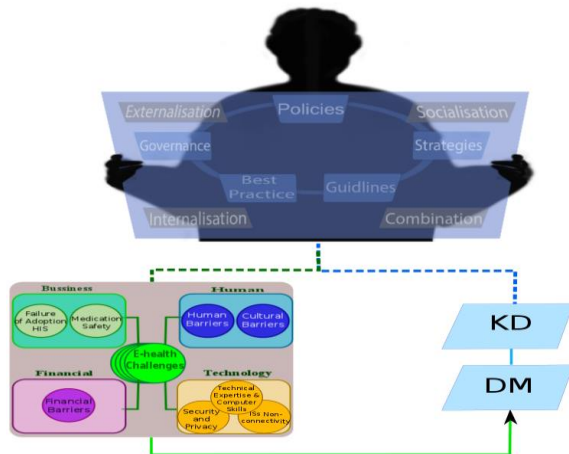 Externalisation
Policies
Socialisation
Governance
Strategies
Best
Practice
Guidlines
Internalisation
Combination
Bussiness
Human
Failure
of Adoption
HIS
Medication
Safety
Human
Barriers
Cultural
Barriers
E-health
Challenges
Financial
Technology
Financial
Barriers
Technical
Expertise &
Computer
Skills
Security
and
Privacy
ISs Non-
connectivity
KD
DM